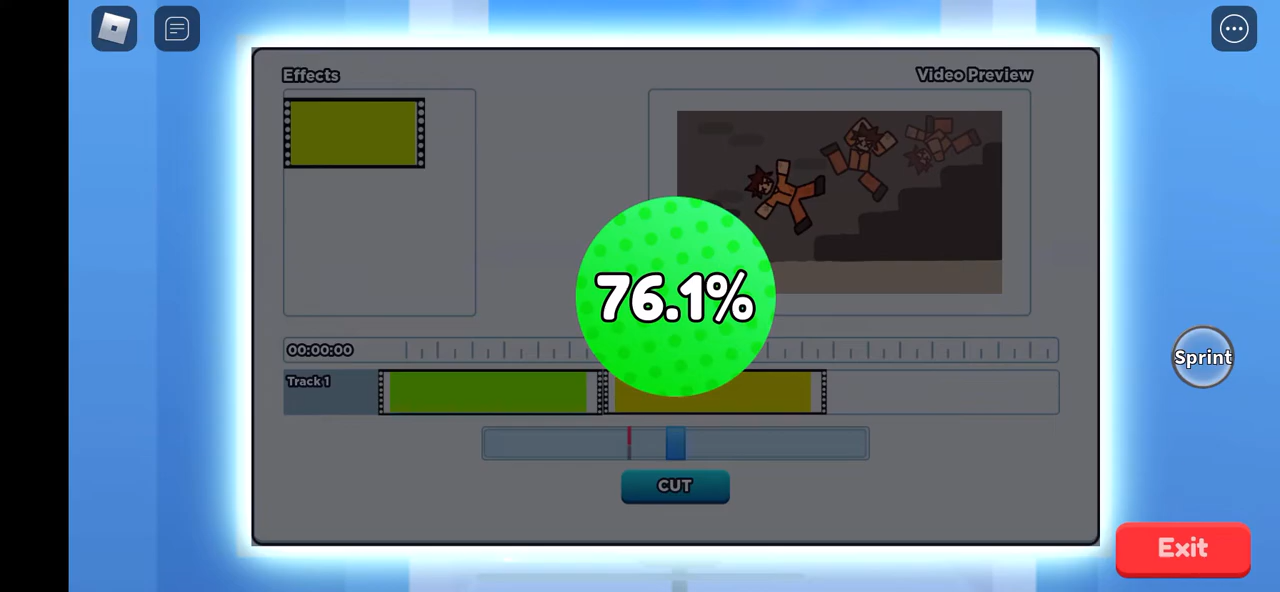 Effects
Video Preview
76.1%
00:00:00
Track 1
Sprint
CUT
Exit